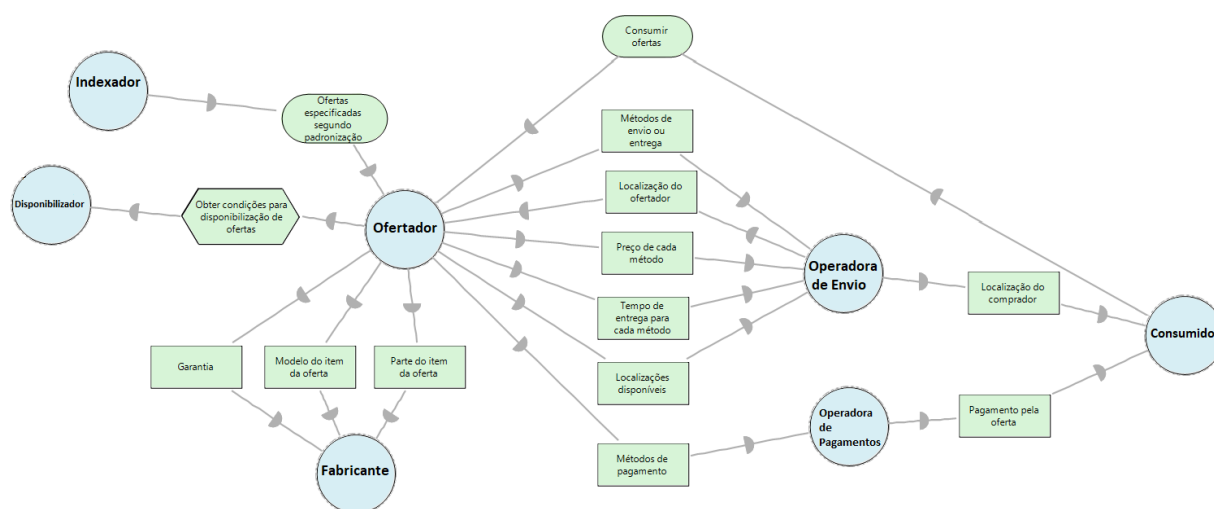 Consumir
ofertas
Indexador
Ofertas
especificadas
segundo
padronização
Métodos de
envio ou
entrega
Disponibilizador
Obter condições para
disponibilização de
ofertas
Ofertador
Localização do
ofertador
Preço de cada
método
Operadora
de Envio
Localização do
comprador
Tempo de
entrega para
cada método
Consumido
Garantia
Modelo do item
da oferta
Parte do item
da oferta
Localizações
disponíveis
Operadora
de
Pagamentos
Pagamento pela
oferta
Fabricante
Métodos de
pagamento